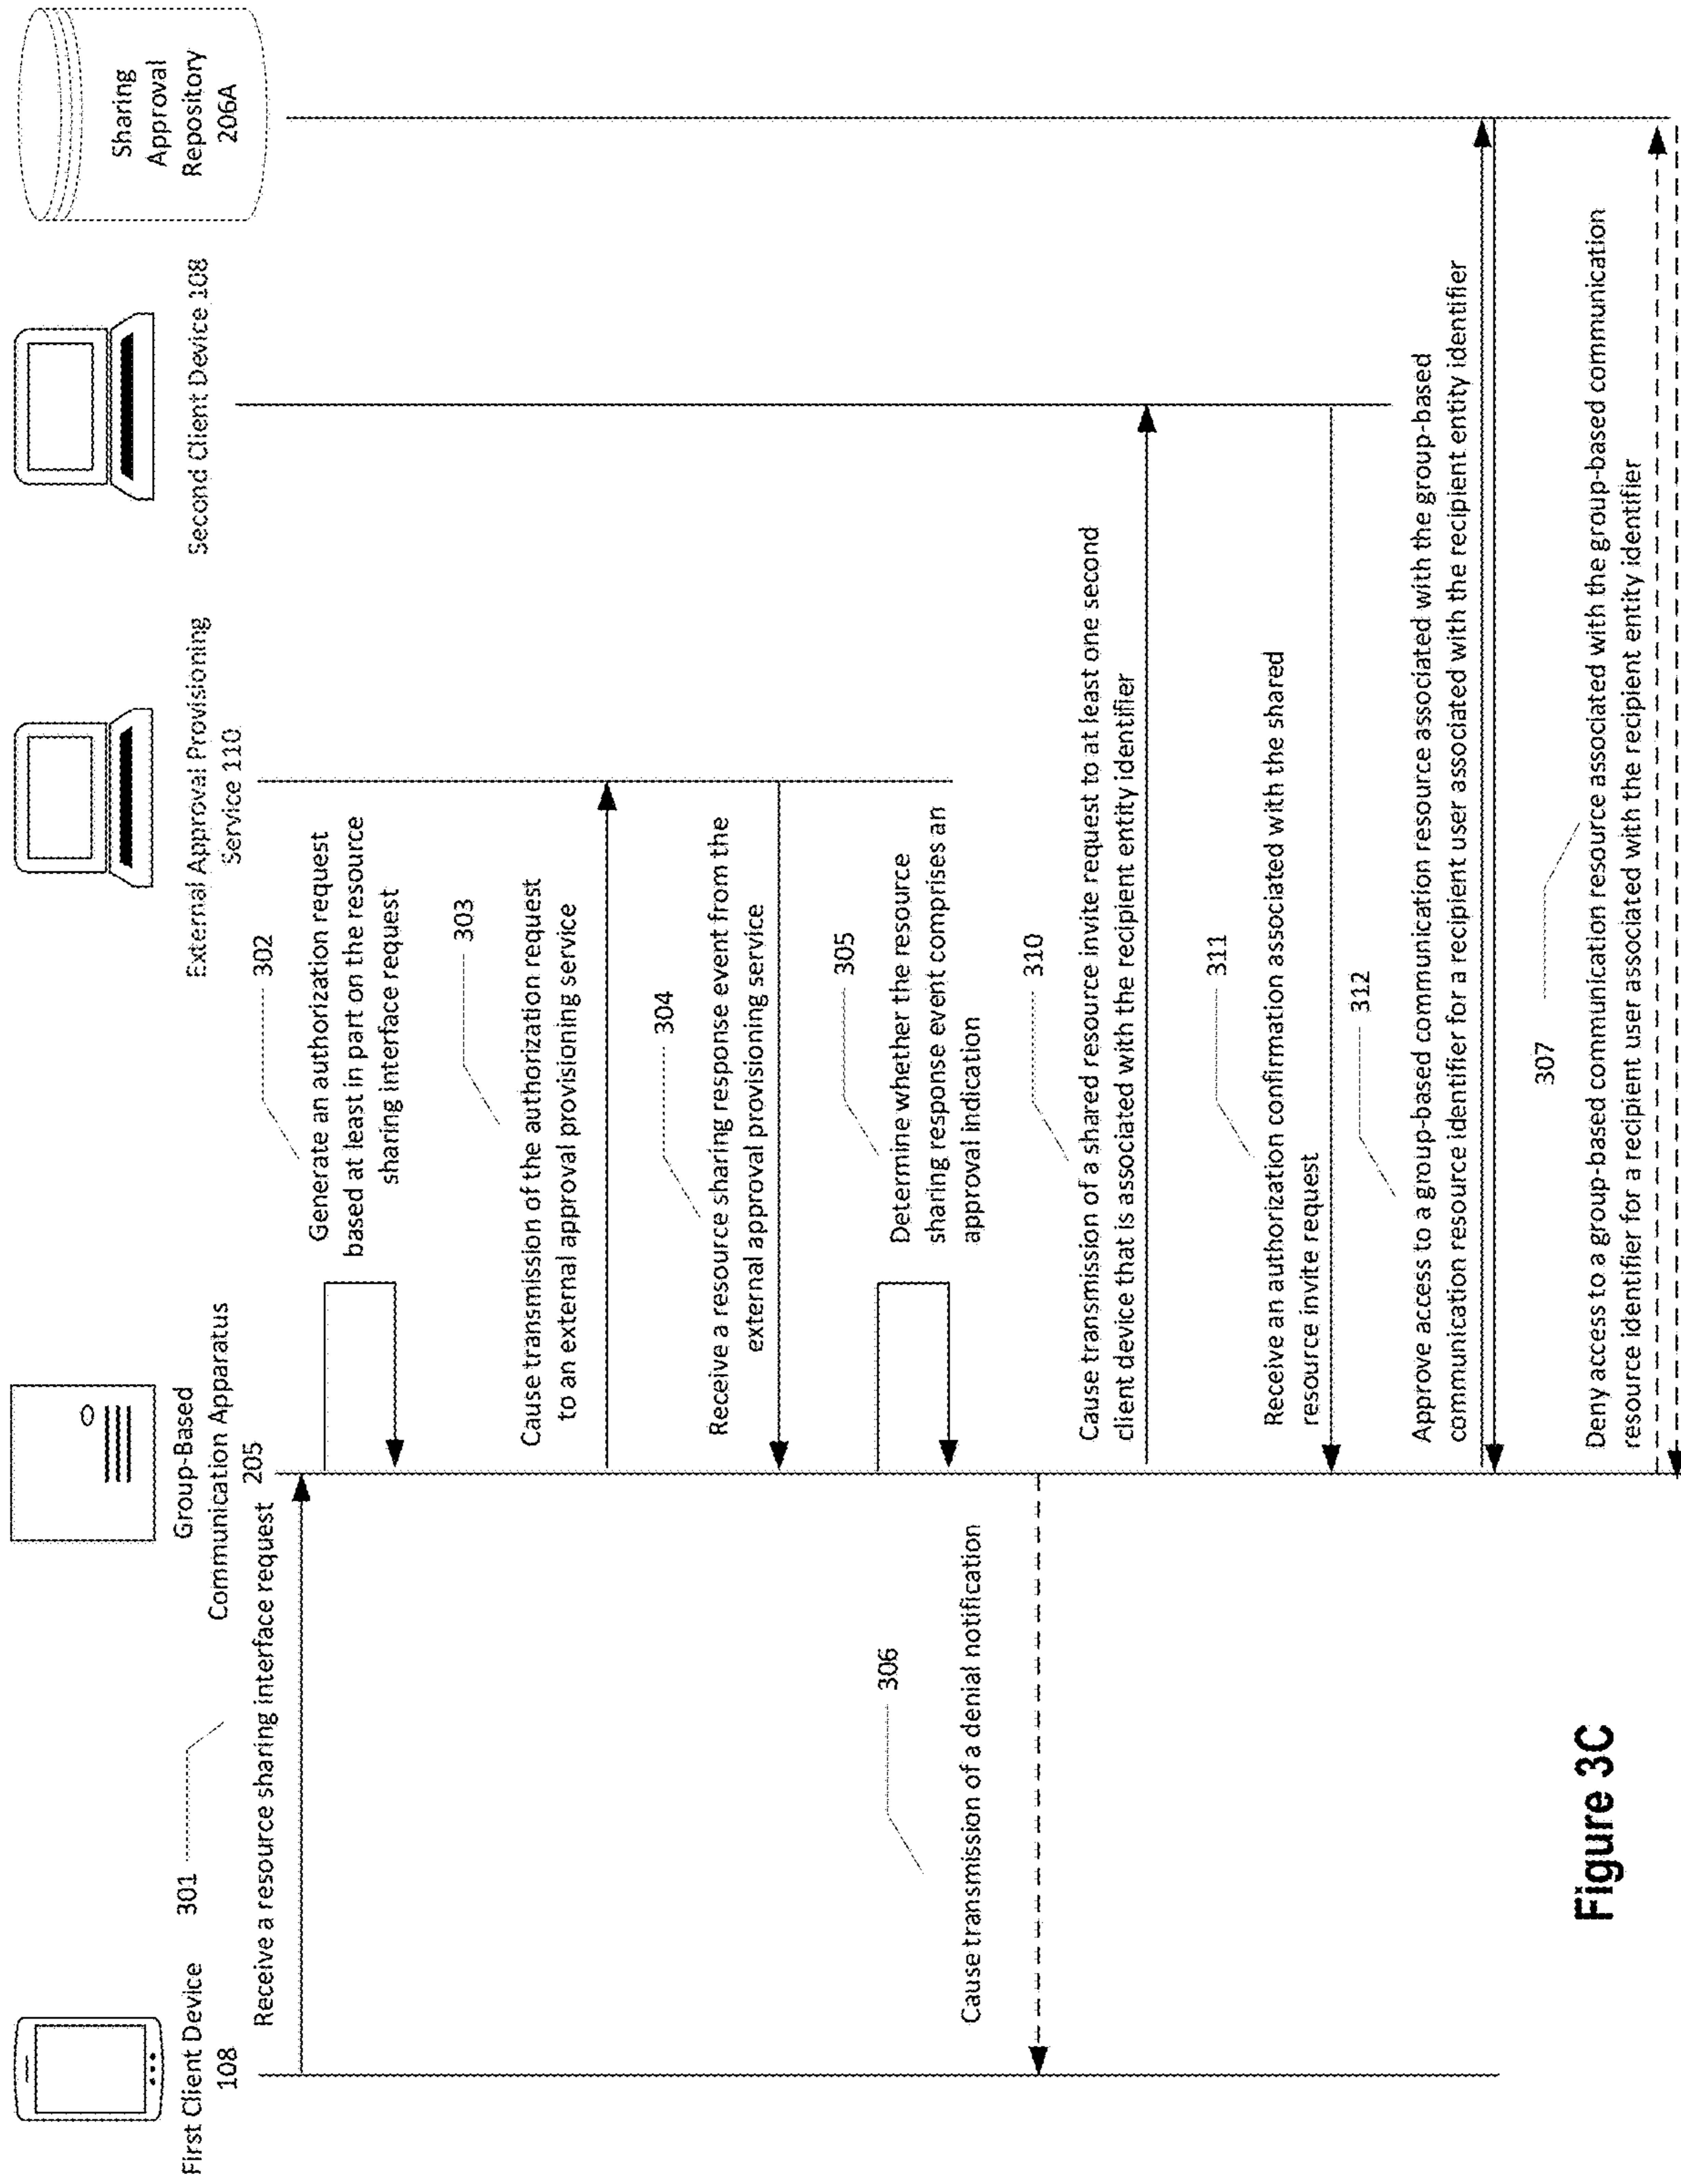 First Client Device
108
Group-Based
Communication Apparatus
205
External Approval Provisioning
Service 110
Second Client Device 108
Sharing
Approval
Repository
206A
301
Receive a resource sharing interface request
302
Generate an authorization request
based at least in part on the resource
sharing interface request
303
Cause transmission of the authorization request
to an external approval provisioning service
304
Receive a resource sharing response event from the
external approval provisioning service
305
Determine whether the resource
sharing response event comprises an
approval indication
306
Cause transmission of a denial notification
310
Cause transmission of a shared resource invite request to at least one second
client device that is associated with the recipient entity identifier
311
Receive an authorization confirmation associated with the shared
resource invite request
312
Approve access to a group-based communication resource associated with the group-based
communication resource identifier for a recipient user associated with the recipient entity identifier
307
Deny access to a group-based communication resource associated with the group-based communication
resource identifier for a recipient user associated with the recipient entity identifier
Figure 3C